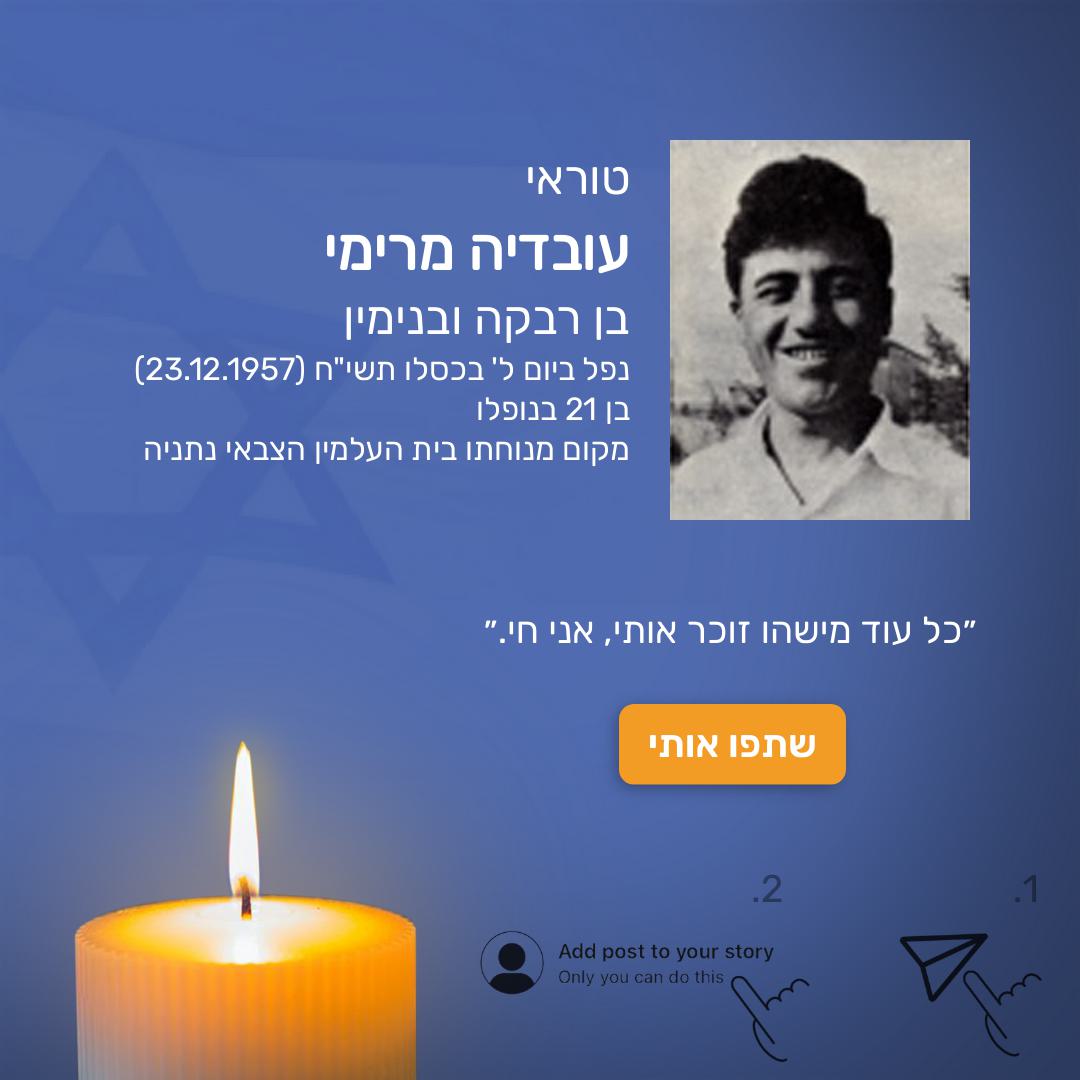 טוראי
עובדיה מרימי
בן רבקה ובנימין
נפל ביום ל' בכסלו תשי"ח (23.12.1957)
בן 21 בנופלו
מקום מנוחתו בית העלמין הצבאי נתניה
״כל עוד מישהו זוכר אותי, אני חי.״
שתפו אותי
1.
2.
Add post to your story
Only you can do this